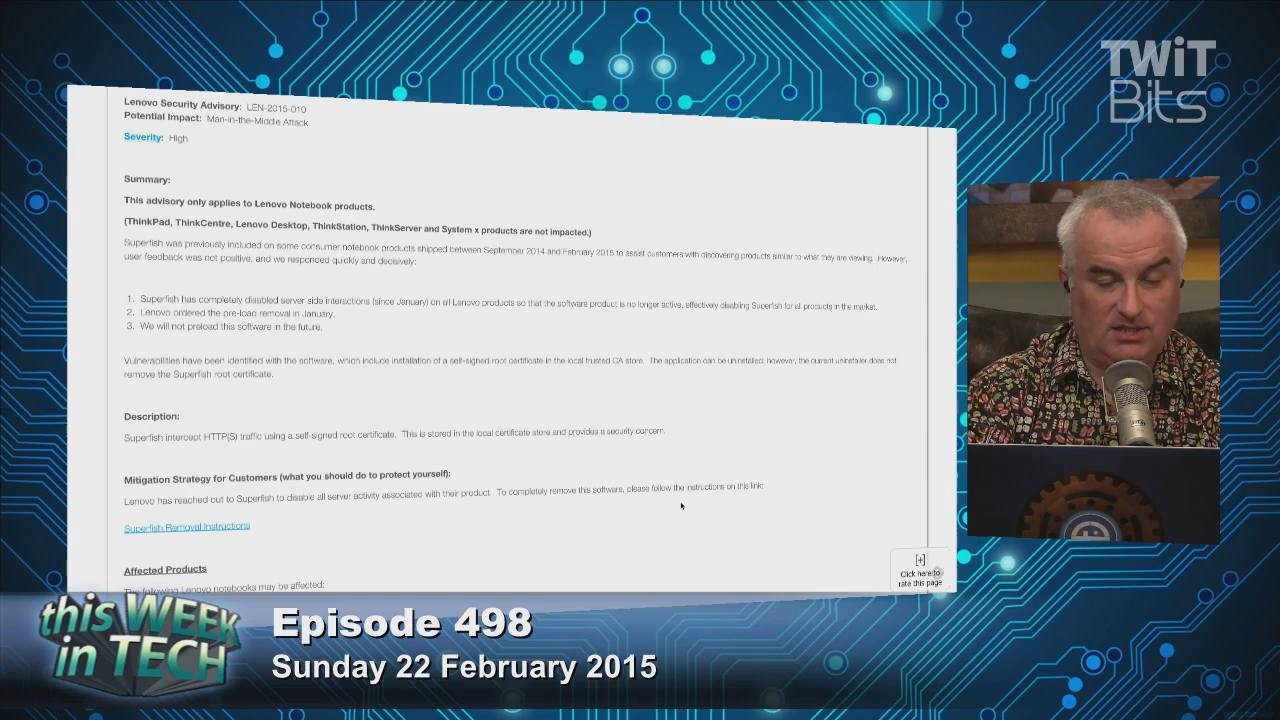 TWiT
Bits
Lenovo Security Advisory: LEN-2015-010
Potential Impact: Man-in-the-Middle Attack
Severity: High
Summary:
This advisory only applies to Lenovo Notebook products.
(ThinkPad, ThinkCentre, Lenovo Desktop, ThinkStation, ThinkServer and System x products are not impacted.)
Superfish was previously included on some consumer notebook products shipped between September 2014 and February 2015 to assist customers with discovering products similar to what they are viewing. However,
user feedback was not positive, and we responded quickly and decisively:
1. Superfish has completely disabled server side interactions (since January) on all Lenovo products so that the software product is no longer active, effectively disabling Superfish for all products in the market.
2. Lenovo ordered the pre-load removal in January.
3. We will not preload this software in the future.
Vulnerabilities have been identified with the software, which include installation of a self-signed root certificate in the local trusted CA store. The application can be uninstalled; however, the current uninstaller does not
remove the Superfish root certificate.
Description:
Superfish intercept HTTP(S) traffic using a self-signed root certificate. This is stored in the local certificate store and provides a security concern.
Mitigation Strategy for Customers (what you should do to protect yourself):
Lenovo has reached out to Superfish to disable all server activity associated with their product. To completely remove this software, please follow the instructions on this link:
Superfish Removal Instructions
Affected Products
The following Lenovo notebooks may be affected:
[+]
Click here to
rate this page
this WEEK
in TECH
Episode 498
Sunday 22 February 2015